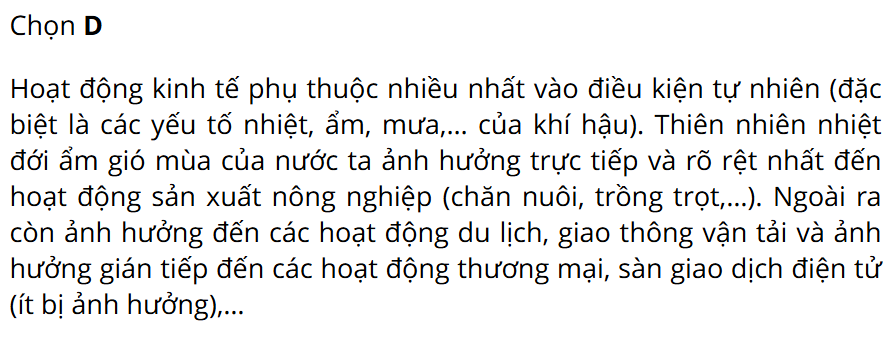 Chọn D
Hoạt động kinh tế phụ thuộc nhiều nhất vào điều kiện tự nhiên (đặc
biệt là các yếu tố nhiệt, ẩm, mưa,... của khí hậu). Thiên nhiên nhiệt
đới ẩm gió mùa của nước ta ảnh hưởng trực tiếp và rõ rệt nhất đến
hoạt động sản xuất nông nghiệp (chăn nuôi, trồng trọt,...). Ngoài ra
còn ảnh hưởng đến các hoạt động du lịch, giao thông vận tải và ảnh
hưởng gián tiếp đến các hoạt động thương mại, sàn giao dịch điện tử
(ít bị ảnh hưởng),...